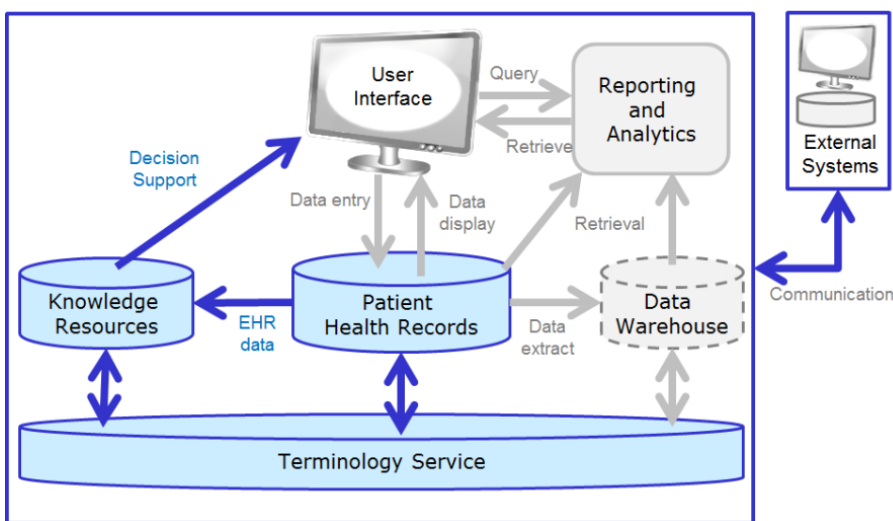 User
Interface
Query
Reporting
and
Analytics
Retrieve
External
Systems
Decision
Support
Data entry
Data
display
Retrieval
Knowledge
Resources
EHR
data
Patient
Health Records
Data
extract
Data
Warehouse
Communication
Terminology Service